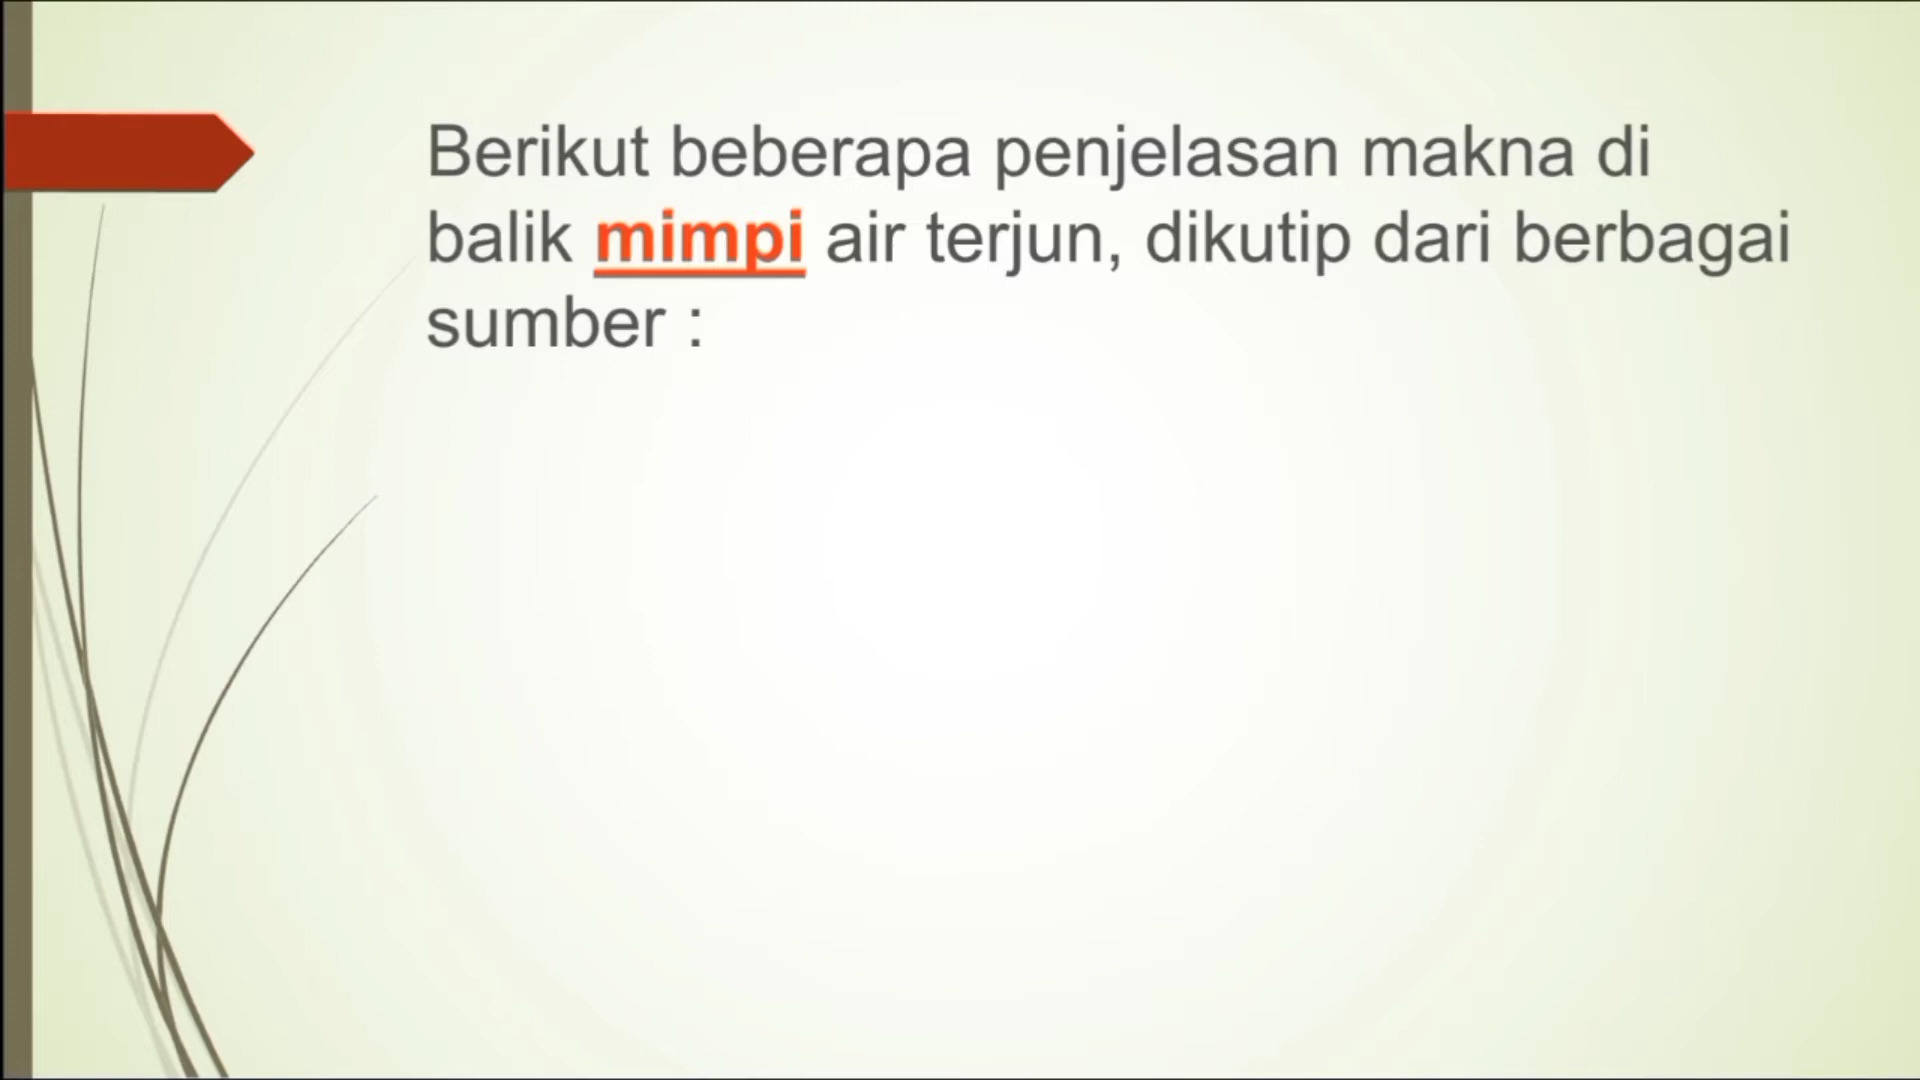 Berikut beberapa penjelasan makna di
balik mimpi air terjun, dikutip dari berbagai
sumber :